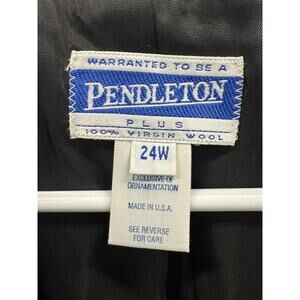 WARRANTED TO BE A
PENDLETON
PLUS
100% VIRGIN WOOL
24W
EXCLUSIVE OF
ORNAMENTATION
MADE IN U.S.A.
SEE REVERSE
FOR CARE